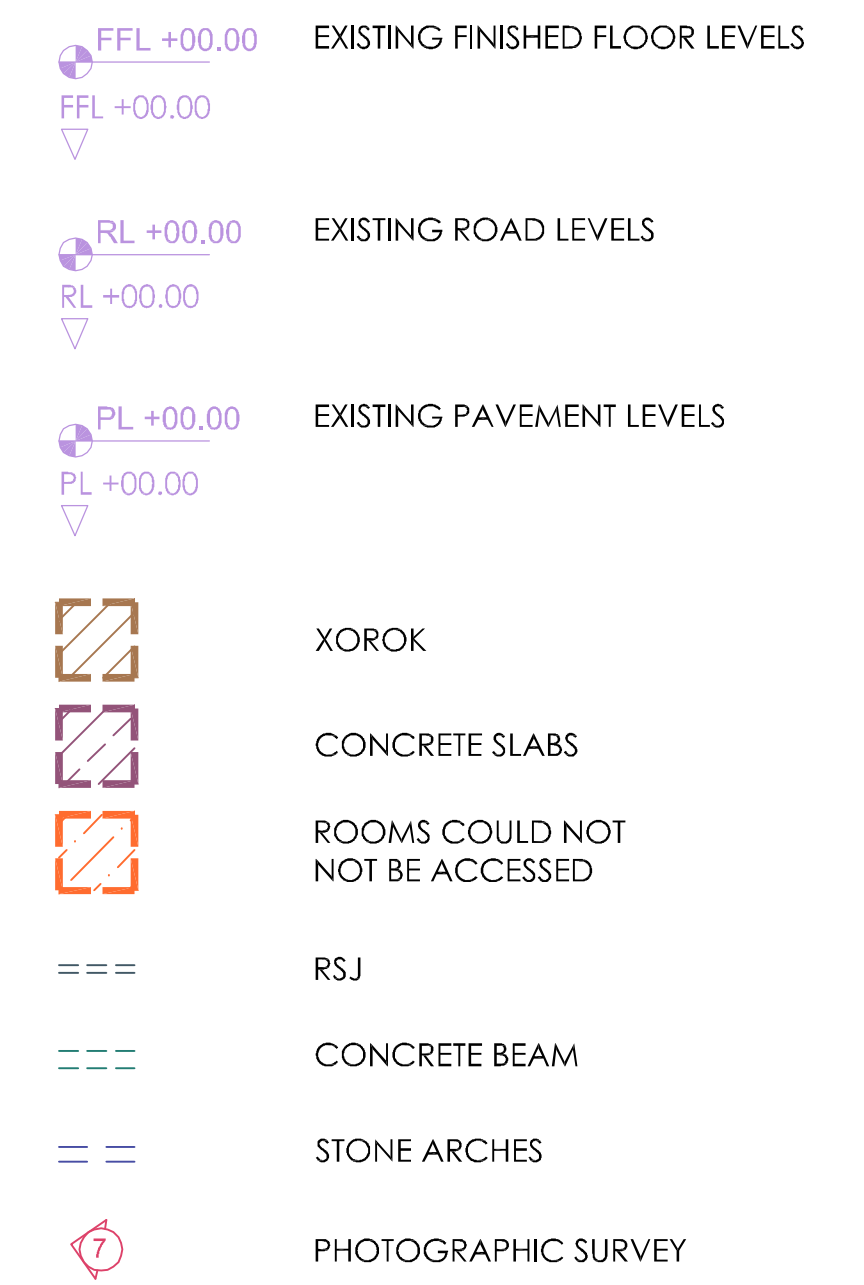 FFL +00.00 EXISTING FINISHED FLOOR LEVELS
FFL +00.00
RL +00.00 EXISTING ROAD LEVELS
RL +00.00
PL +00.00 EXISTING PAVEMENT LEVELS
PL +00.00
XOROK
CONCRETE SLABS
ROOMS COULD NOT
NOT BE ACCESSED
RSJ
CONCRETE BEAM
STONE ARCHES
7 PHOTOGRAPHIC SURVEY